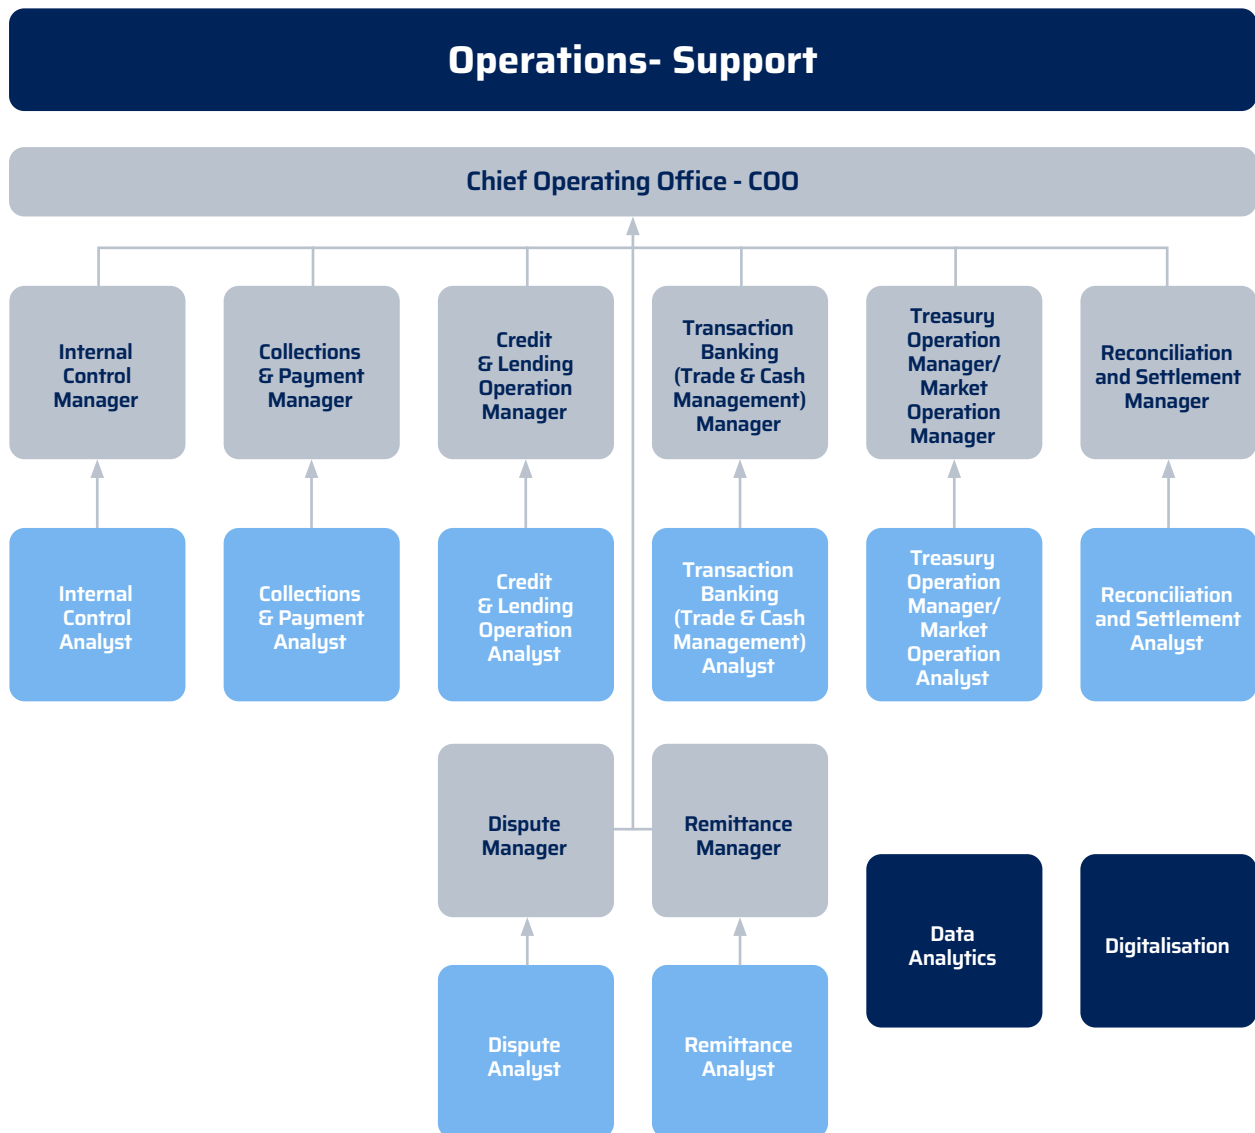 Operations- Support
Chief Operating Office - COO
Internal
Control
Manager
Collections
& Payment
Manager
Credit
& Lending
Operation
Manager
Transaction
Banking
(Trade & Cash
Management)
Manager
Treasury
Operation
Manager/
Market
Operation
Manager
Reconciliation
and Settlement
Manager
Internal
Control
Analyst
Collections
& Payment
Analyst
Credit
& Lending
Operation
Analyst
Transaction
Banking
(Trade & Cash
Management)
Analyst
Treasury
Operation
Manager/
Market
Operation
Analyst
Reconciliation
and Settlement
Analyst
Dispute
Manager
Remittance
Manager
Data
Analytics
Digitalisation
Dispute
Analyst
Remittance
Analyst